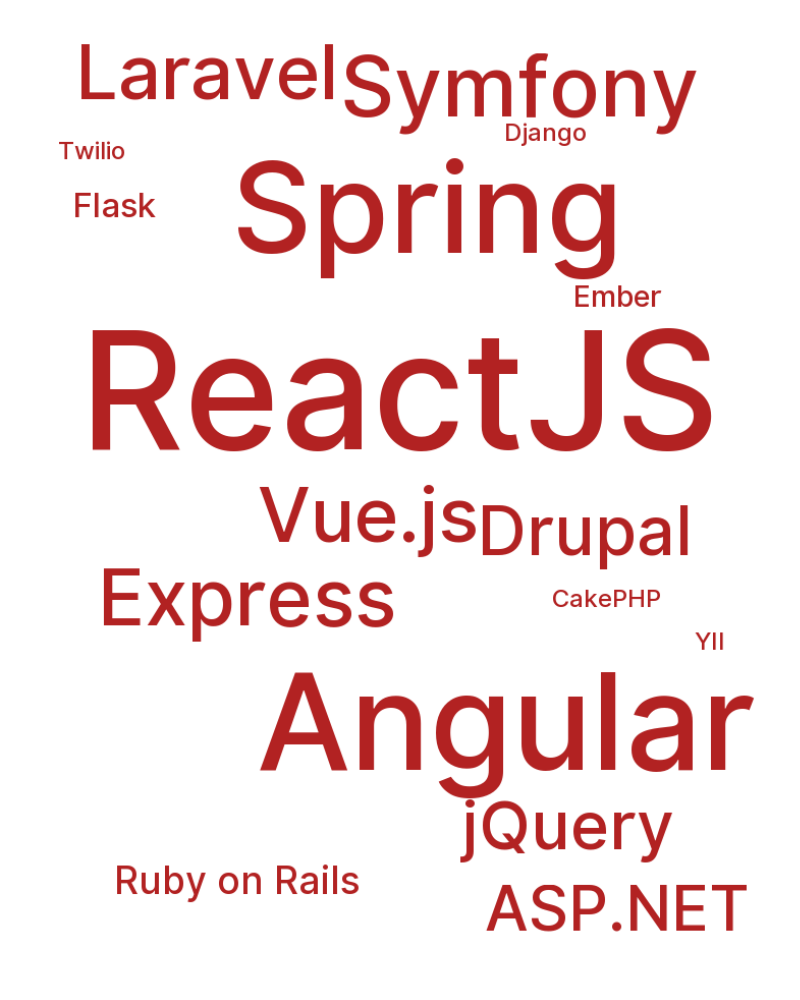 Laravel
Symfony
Django
Twilio
Flask
Spring
Ember
ReactJS
Vue.js
Drupal
Express
CakePHP
YII
Angular
jQuery
Ruby on Rails
ASP.NET